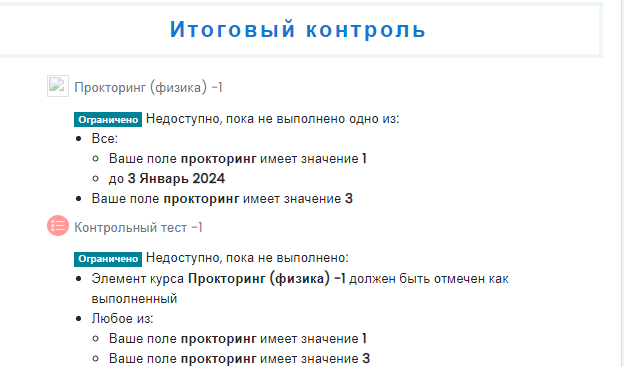 Итоговый контроль
Прокторинг (физика) -1
Ограничено Недоступно, пока не выполнено одно из:
Все:
Ваше поле прокторинг имеет значение 1
до 3 Январь 2024
Ваше поле прокторинг имеет значение 3
Контрольный тест -1
Ограничено Недоступно, пока не выполнено:
Элемент курса Прокторинг (физика) -1 должен быть отмечен как
выполненный
Любое из:
Ваше поле прокторинг имеет значение 1
Ваше поле прокторинг имеет значение 3